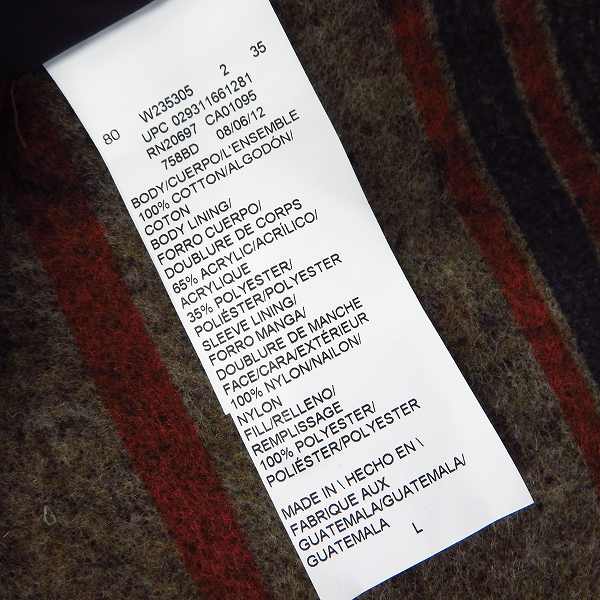 80 W235305 2 35
UPC 029311661281
RN20697 CA01095
758BD 08/06/12
BODY/CUERPO/L'ENSEMBLE
100% COTTON/ALGODÓN/
COTON
BODY LINING/
FORRO CUERPO/
DOUBLURE DE CORPS
65% ACRYLIC/ACRÍLICO/
ACRYLIQUE
35% POLYESTER/
POLIÉSTER/POLYESTER
SLEEVE LINING/
FORRO MANGA/
DOUBLURE DE MANCHE
FACE/CARA/EXTÉRIEUR
100% NYLON/NAILON/
NYLON
FILL/RELLENO/
REMPLISSAGE
100% POLYESTER/
POLIÉSTER/POLYESTER
MADE IN \ HECHO EN \
FABRIQUE AUX
GUATEMALA/GUATEMALA/
GUATEMALA L